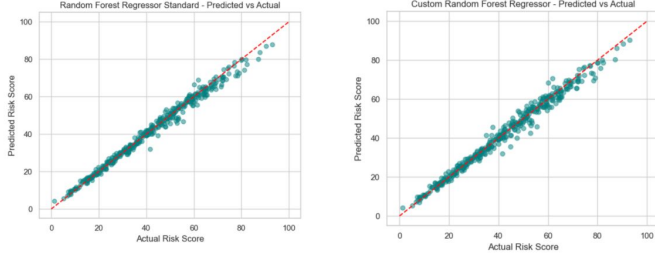 Random Forest Regressor Standard - Predicted vs Actual
100
80
60
40
20
0
Predicted Risk Score
0 20 40 60 80 100
Actual Risk Score
Custom Random Forest Regressor - Predicted vs Actual
100
80
60
40
20
0
Predicted Risk Score
0 20 40 60 80 100
Actual Risk Score